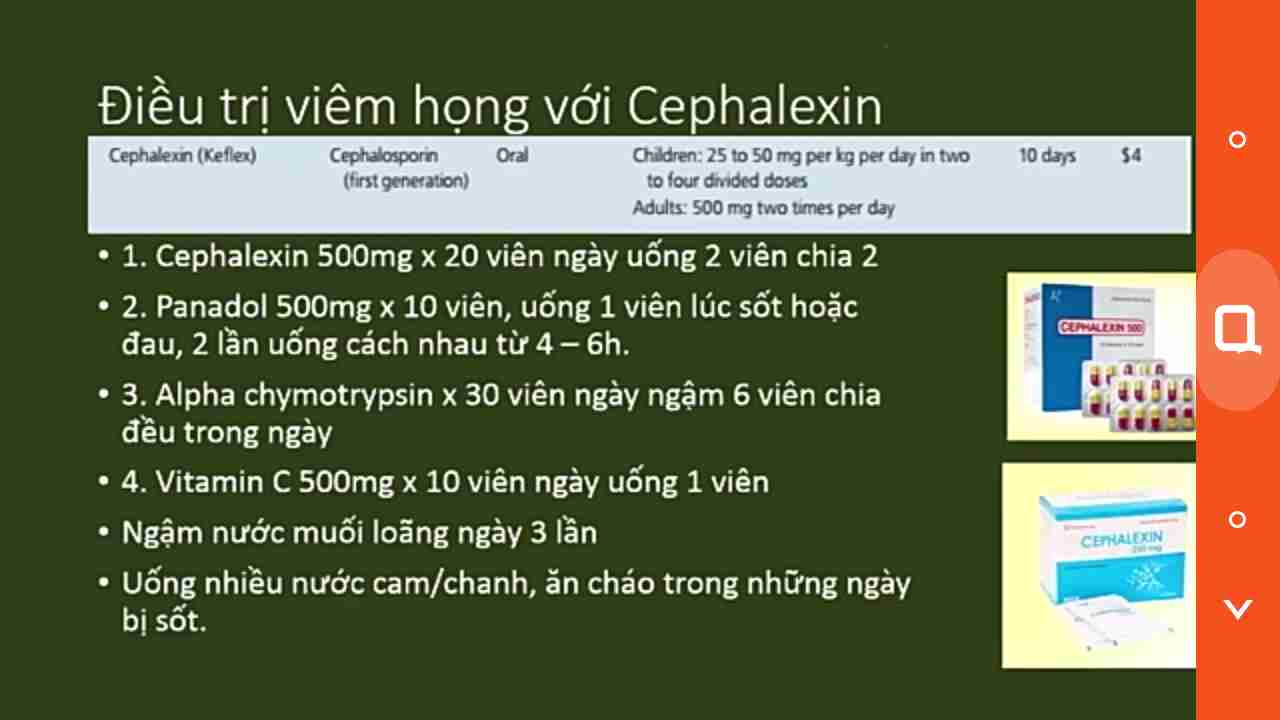 Điều trị viêm họng với Cephalexin
Cephalexin (Keflex) Cephalosporin Oral Children: 25 to 50 mg per kg per day in two 10 days $4
(first generation) to four divided doses
Adults: 500 mg two times per day
• 1. Cephalexin 500mg x 20 viên ngày uống 2 viên chia 2
• 2. Panadol 500mg x 10 viên, uống 1 viên lúc sốt hoặc
đau, 2 lần uống cách nhau từ 4 – 6h.
• 3. Alpha chymotrypsin x 30 viên ngày ngậm 6 viên chia
đều trong ngày
• 4. Vitamin C 500mg x 10 viên ngày uống 1 viên
• Ngậm nước muối loãng ngày 3 lần
• Uống nhiều nước cam/chanh, ăn cháo trong những ngày
bị sốt.
CEPHALEXIN 500
CEPHALEXIN
250 mg